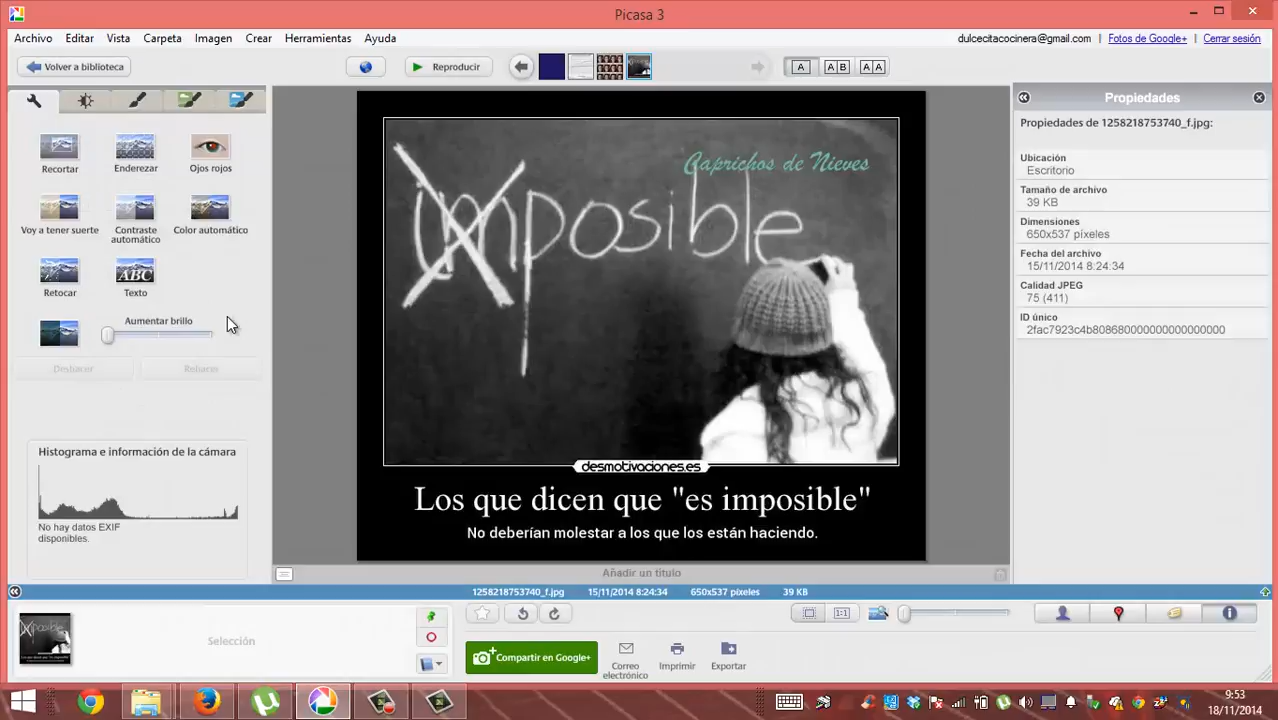 Picasa 3
Archivo Editar Vista Carpeta Imagen Crear Herramientas Ayuda
dulcecitacocinera@gmail.com | Fotos de Google+ | Cerrar sesión
Volver a biblioteca
Reproducir
A
A B
A A
Recortar
Enderezar
Ojos rojos
Voy a tener suerte
Contraste automático
Color automático
Retocar
ABC
Texto
Aumentar brillo
Deshacer
Rehacer
Histograma e información de la cámara
No hay datos EXIF
disponibles.
Caprichos de Nieves
imposible
desmotivaciones.es
Los que dicen que "es imposible"
No deberían molestar a los que los están haciendo.
Añadir un título
Propiedades
Propiedades de 1258218753740_f.jpg:
Ubicación
Escritorio
Tamaño de archivo
39 KB
Dimensiones
650x537 píxeles
Fecha del archivo
15/11/2014 8:24:34
Calidad JPEG
75 (411)
ID único
2fac7923c4b80868000000000000000
1258218753740_f.jpg 15/11/2014 8:24:34 650x537 píxeles 39 KB
Selección
1:1
Compartir en Google+
Correo electrónico
Imprimir
Exportar
9:53
18/11/2014